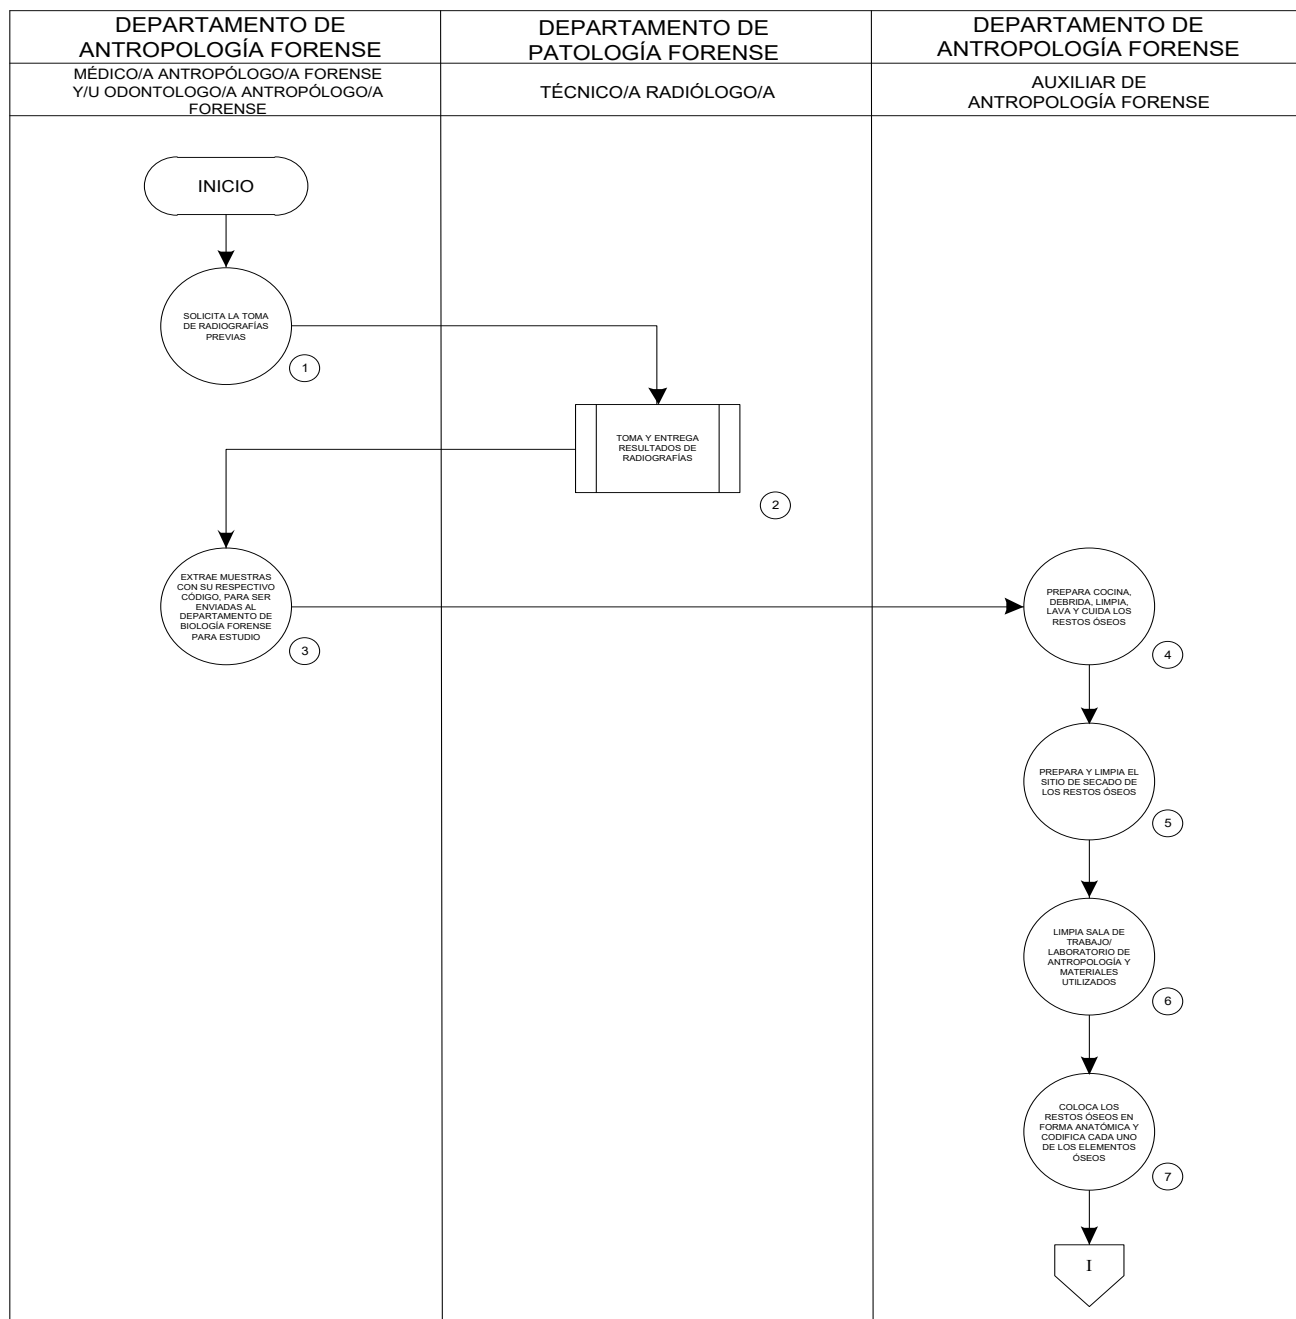 DEPARTAMENTO DE
ANTROPOLOGÍA FORENSE
MÉDICO/A ANTROPÓLOGO/A FORENSE
Y/U ODONTOLOGO/A ANTROPÓLOGO/A
FORENSE
DEPARTAMENTO DE
PATOLOGÍA FORENSE
TÉCNICO/A RADIÓLOGO/A
DEPARTAMENTO DE
ANTROPOLOGÍA FORENSE
AUXILIAR DE
ANTROPOLOGÍA FORENSE
INICIO
SOLICITA LA TOMA
DE RADIOGRAFÍAS
PREVIAS
1
TOMA Y ENTREGA
RESULTADOS DE
RADIOGRAFÍAS
2
EXTRAE MUESTRAS
CON SU RESPECTIVO
CÓDIGO, PARA SER
ENVIADAS AL
DEPARTAMENTO DE
BIOLOGÍA FORENSE
PARA ESTUDIO
3
PREPARA COCINA,
DEBRIDA, LIMPIA,
LAVA Y CUIDA LOS
RESTOS ÓSEOS
4
PREPARA Y LIMPIA EL
SITIO DE SECADO DE
LOS RESTOS ÓSEOS
5
LIMPIA SALA DE
TRABAJO/
LABORATORIO DE
ANTROPOLOGÍA Y
MATERIALES
UTILIZADOS
6
COLOCA LOS
RESTOS ÓSEOS EN
FORMA ANATÓMICA Y
CODIFICA CADA UNO
DE LOS ELEMENTOS
ÓSEOS
7
I